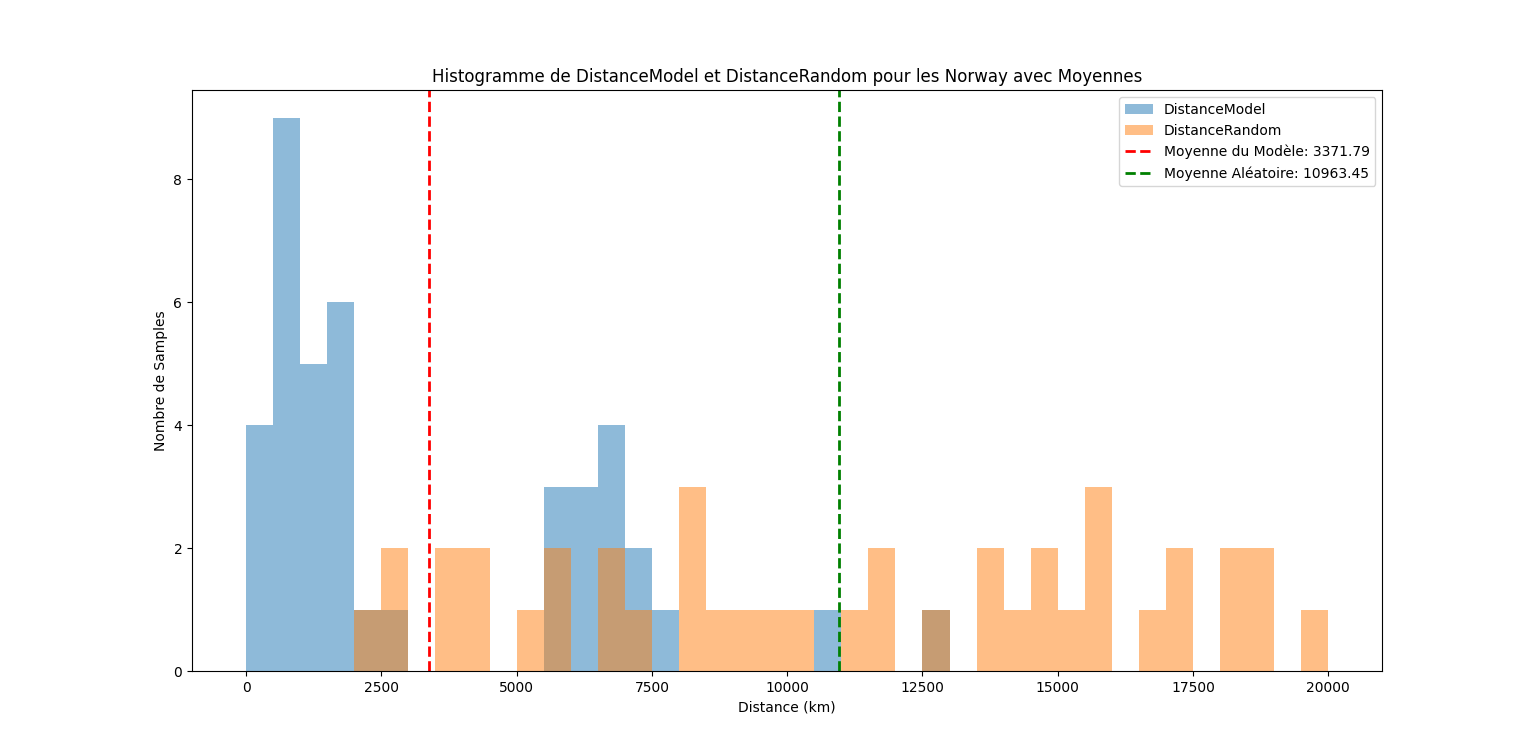 Histogramme de DistanceModel et DistanceRandom pour les Norway avec Moyennes
DistanceModel
DistanceRandom
Moyenne du Modèle: 3371.79
Moyenne Aléatoire: 10963.45
Nombre de Samples
8
6
4
2
0
0 2500 5000 7500 10000 12500 15000 17500 20000
Distance (km)